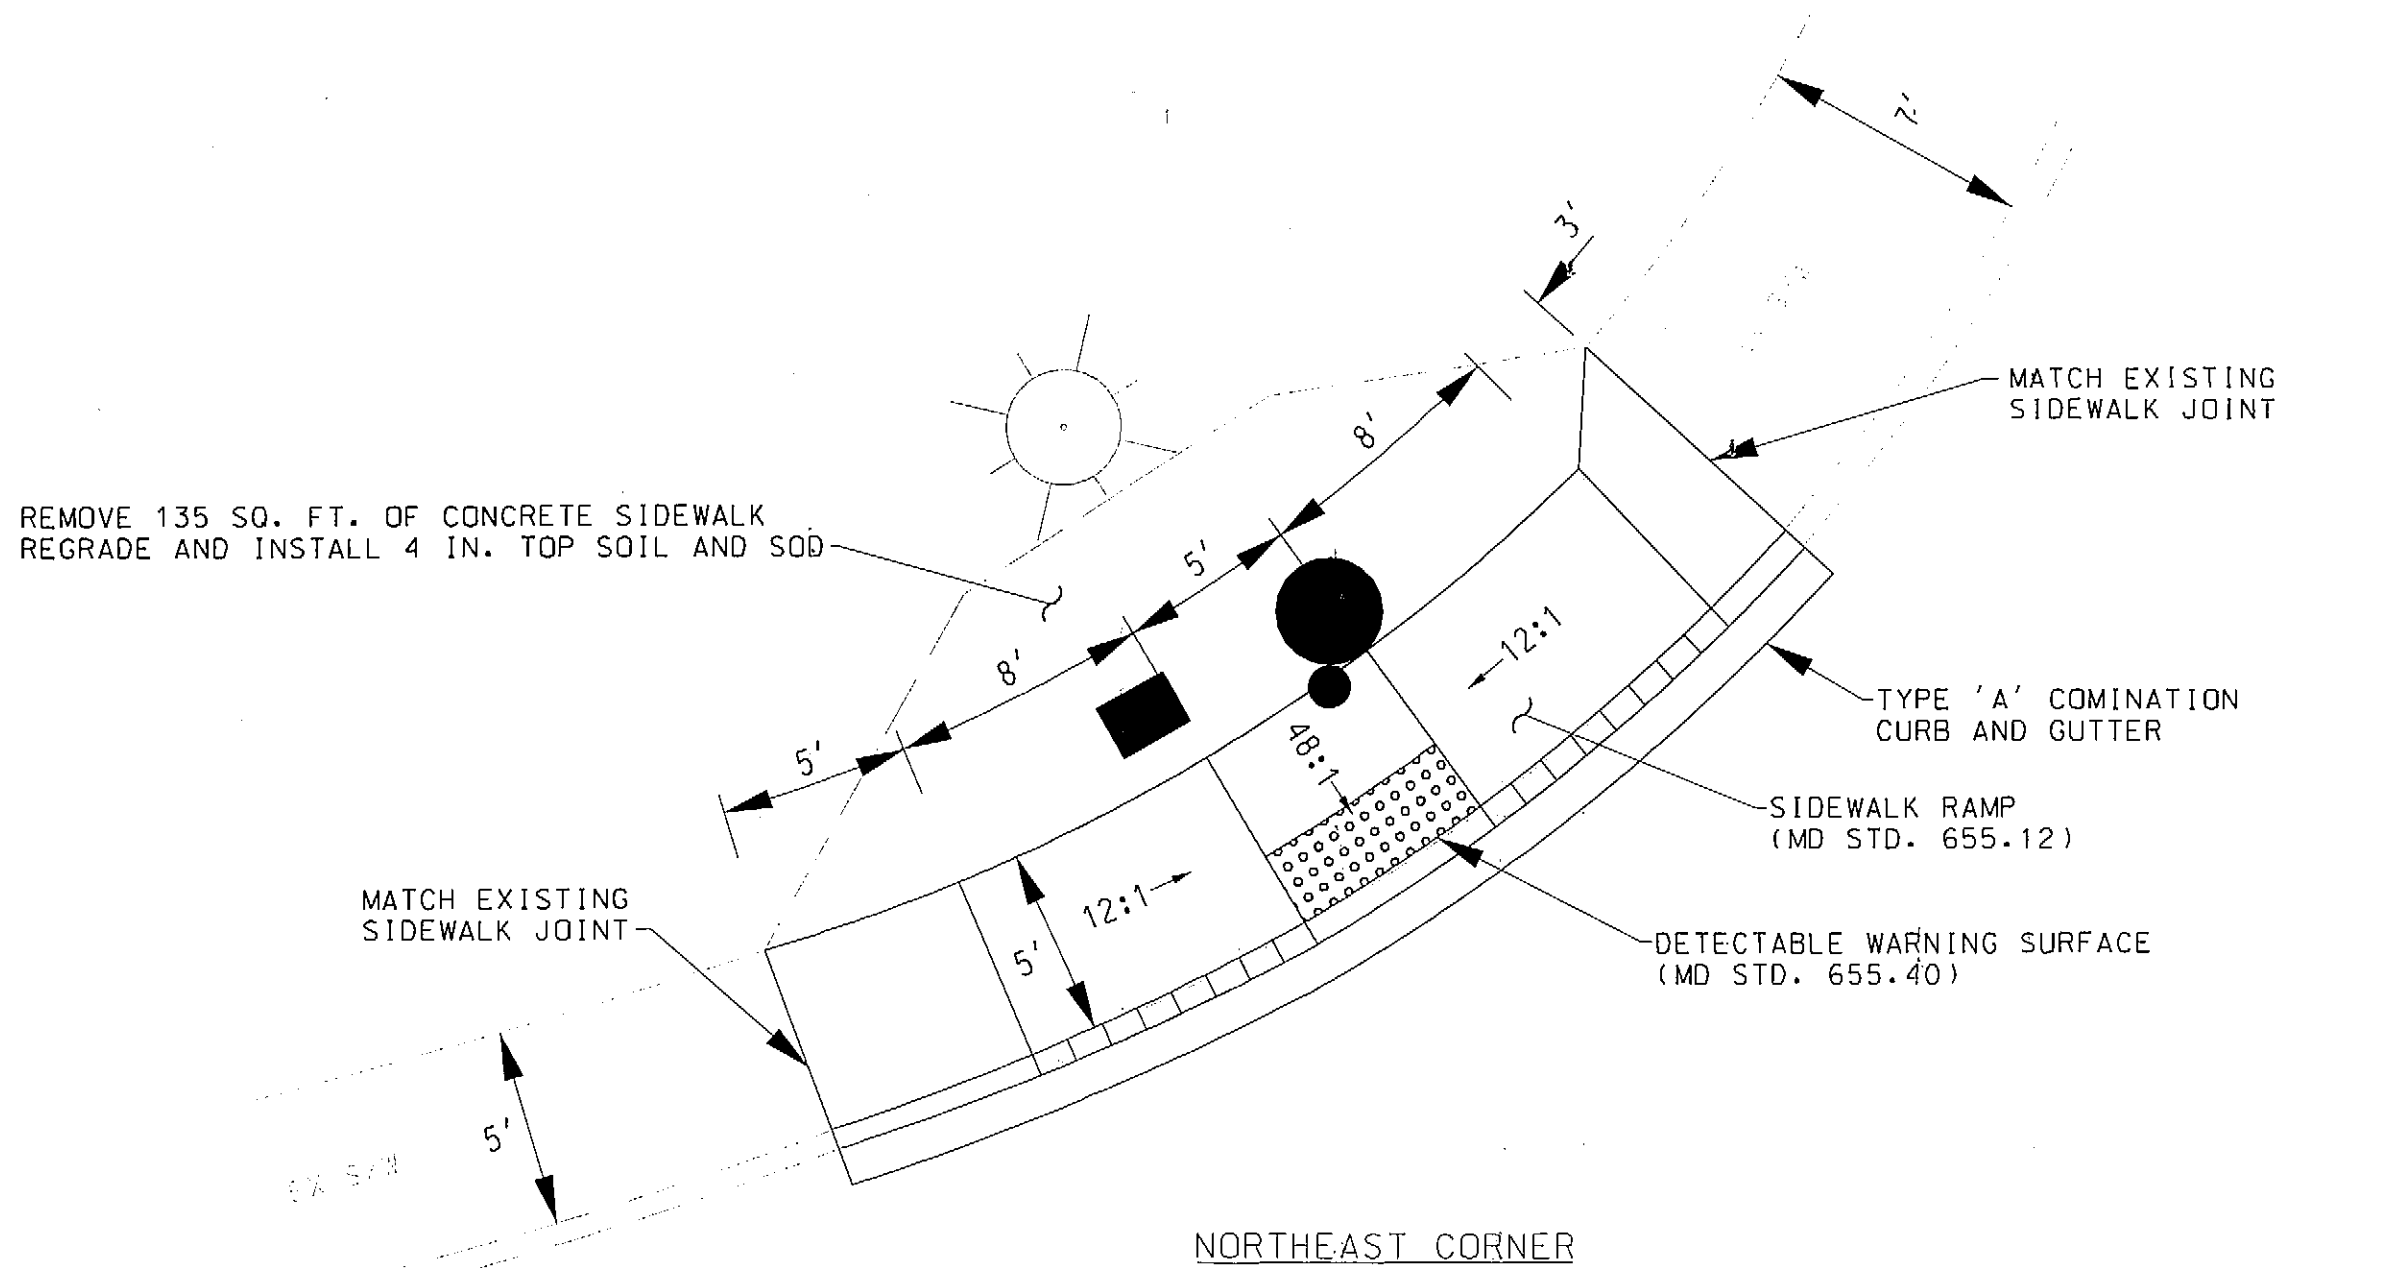 7'
3'
MATCH EXISTING
SIDEWALK JOINT
8'
REMOVE 135 SQ. FT. OF CONCRETE SIDEWALK
REGRADE AND INSTALL 4 IN. TOP SOIL AND SOD
5'
8'
5'
12:1
48:1
TYPE 'A' COMINATION
CURB AND GUTTER
SIDEWALK RAMP
(MD STD. 655.12)
MATCH EXISTING
SIDEWALK JOINT
12:1
5'
DETECTABLE WARNING SURFACE
(MD STD. 655.40)
5'
EX S/W
NORTHEAST CORNER